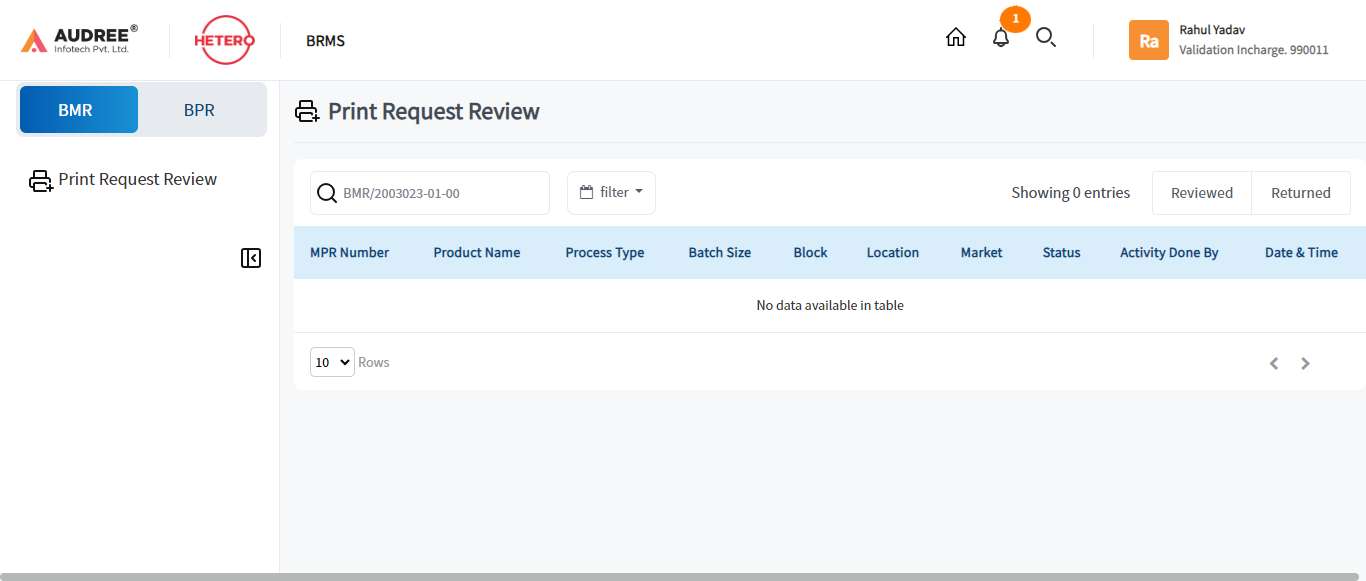 AUDREE®
Infotech Pvt. Ltd.
HETERO
BRMS
1
Ra
Rahul Yadav
Validation Incharge. 990011
BMR
BPR
Print Request Review
Print Request Review
BMR/2003023-01-00
filter
Showing 0 entries
Reviewed
Returned
MPR Number Product Name Process Type Batch Size Block Location Market Status Activity Done By Date & Time
No data available in table
10 Rows